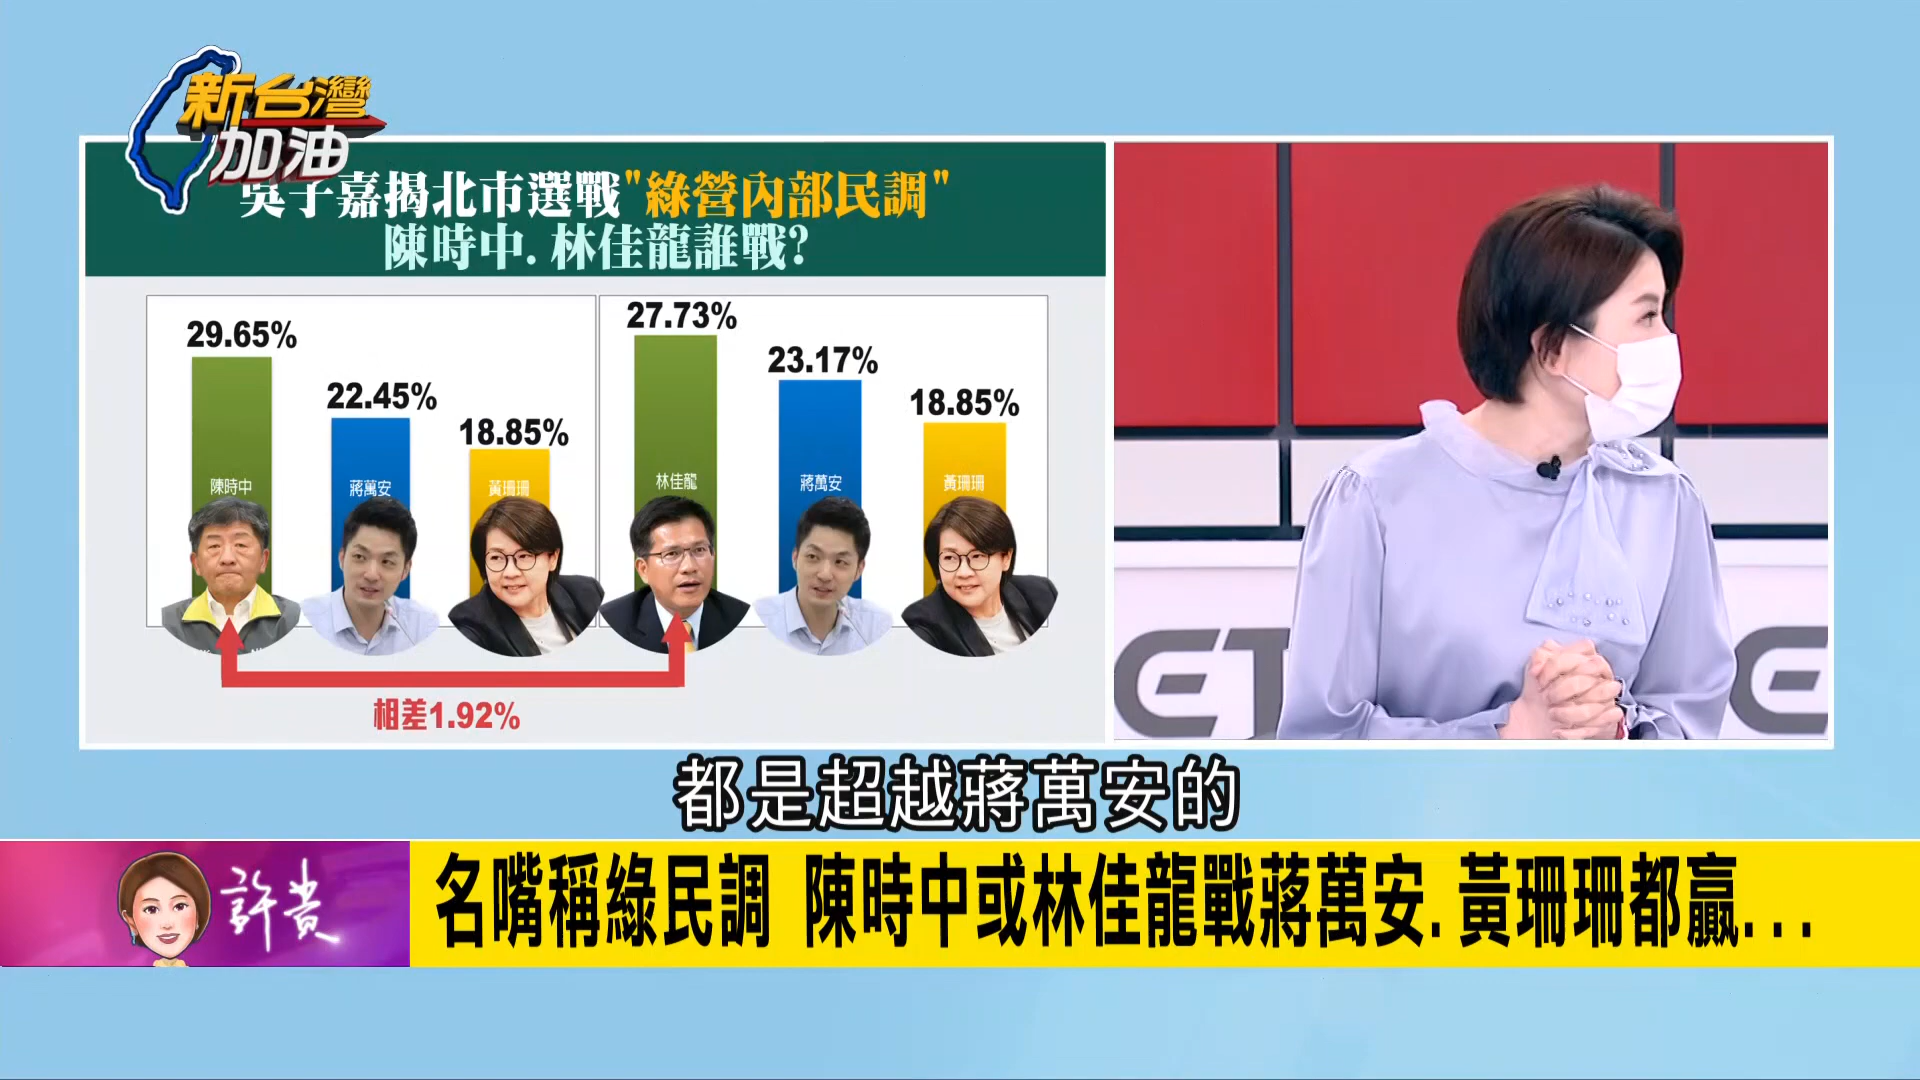 新台灣
加油
吳子嘉揭北市選戰"綠營內部民調"
陳時中.林佳龍誰戰?
29.65%
22.45%
18.85%
27.73%
23.17%
18.85%
陳時中
蔣萬安
黃珊珊
林佳龍
蔣萬安
黃珊珊
相差1.92%
ET
E
都是超越蔣萬安的
許貴
名嘴稱綠民調 陳時中或林佳龍戰蔣萬安.黃珊珊都贏...